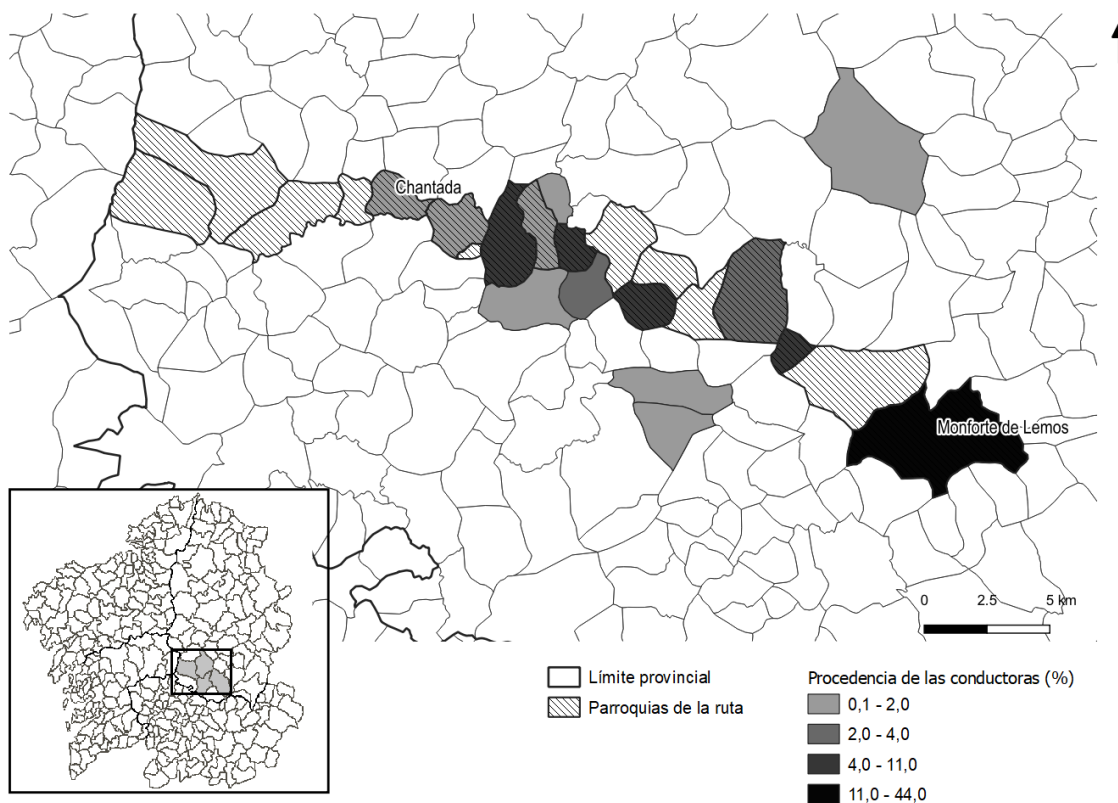 Chantada
Monforte de Lemos
0 2.5 5 km
Límite provincial
Parroquias de la ruta
Procedencia de las conductoras (%)
0,1 - 2,0
2,0 - 4,0
4,0 - 11,0
11,0 - 44,0